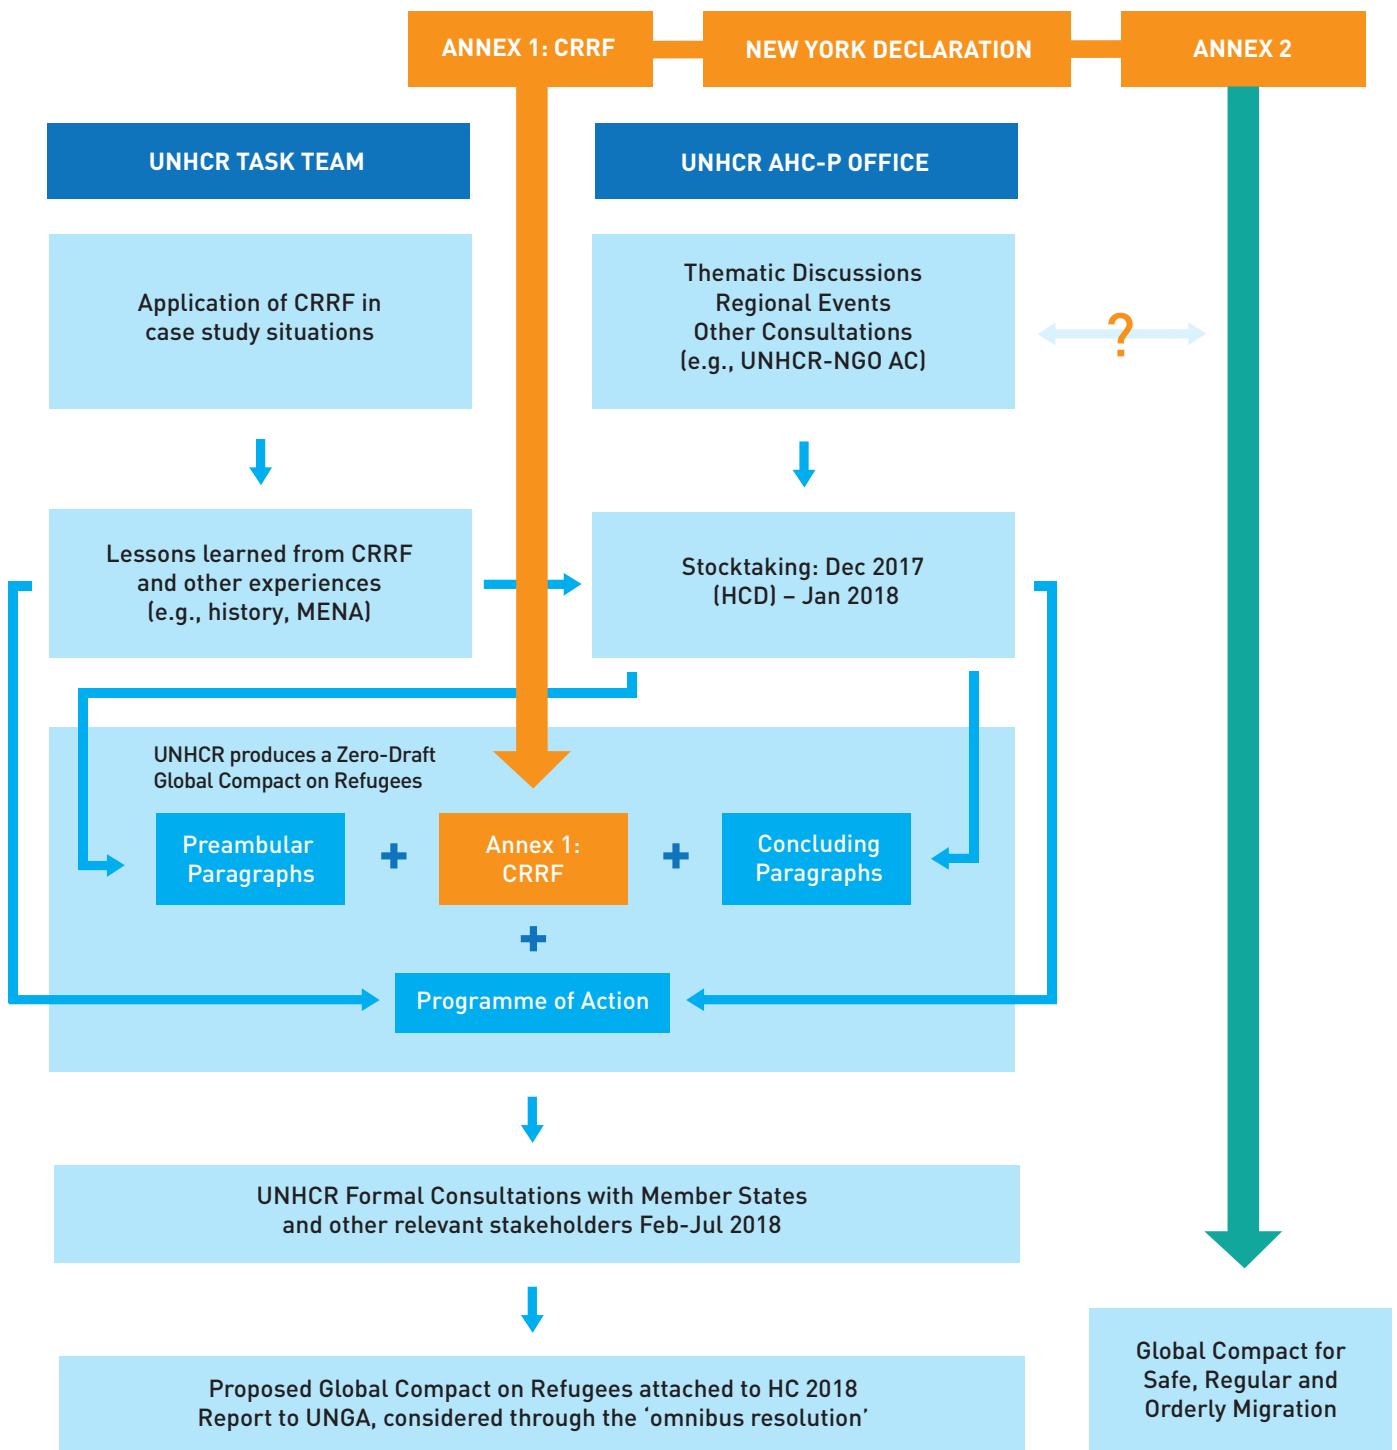 ANNEX 1: CRRF
NEW YORK DECLARATION
ANNEX 2
UNHCR TASK TEAM
UNHCR AHC-P OFFICE
Application of CRRF in
case study situations
Thematic Discussions
Regional Events
Other Consultations
(e.g., UNHCR-NGO AC)
?
Lessons learned from CRRF
and other experiences
(e.g., history, MENA)
Stocktaking: Dec 2017
(HCD) – Jan 2018
UNHCR produces a Zero-Draft
Global Compact on Refugees
Preambular
Paragraphs
+
Annex 1:
CRRF
+
Concluding
Paragraphs
+
Programme of Action
UNHCR Formal Consultations with Member States
and other relevant stakeholders Feb-Jul 2018
Proposed Global Compact on Refugees attached to HC 2018
Report to UNGA, considered through the ‘omnibus resolution’
Global Compact for
Safe, Regular and
Orderly Migration